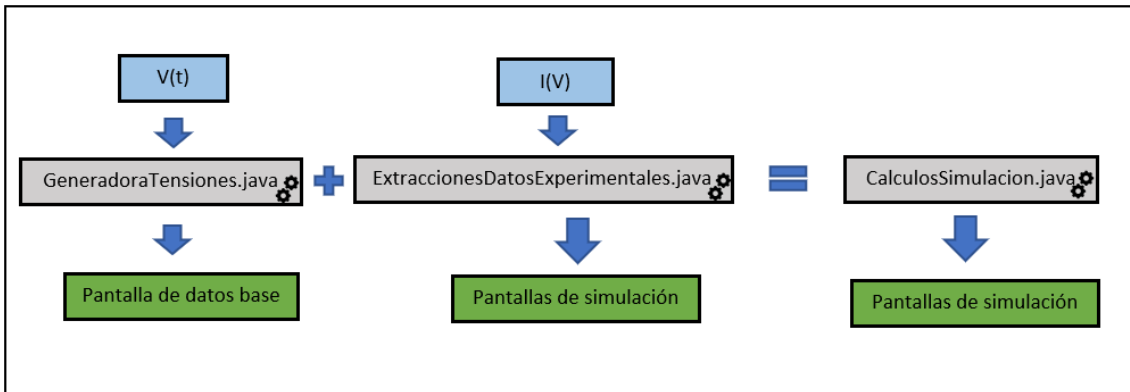 V(t)
I(V)
GeneradoraTensiones.java
ExtraccionesDatosExperimentales.java
CalculosSimulacion.java
Pantalla de datos base
Pantallas de simulación
Pantallas de simulación